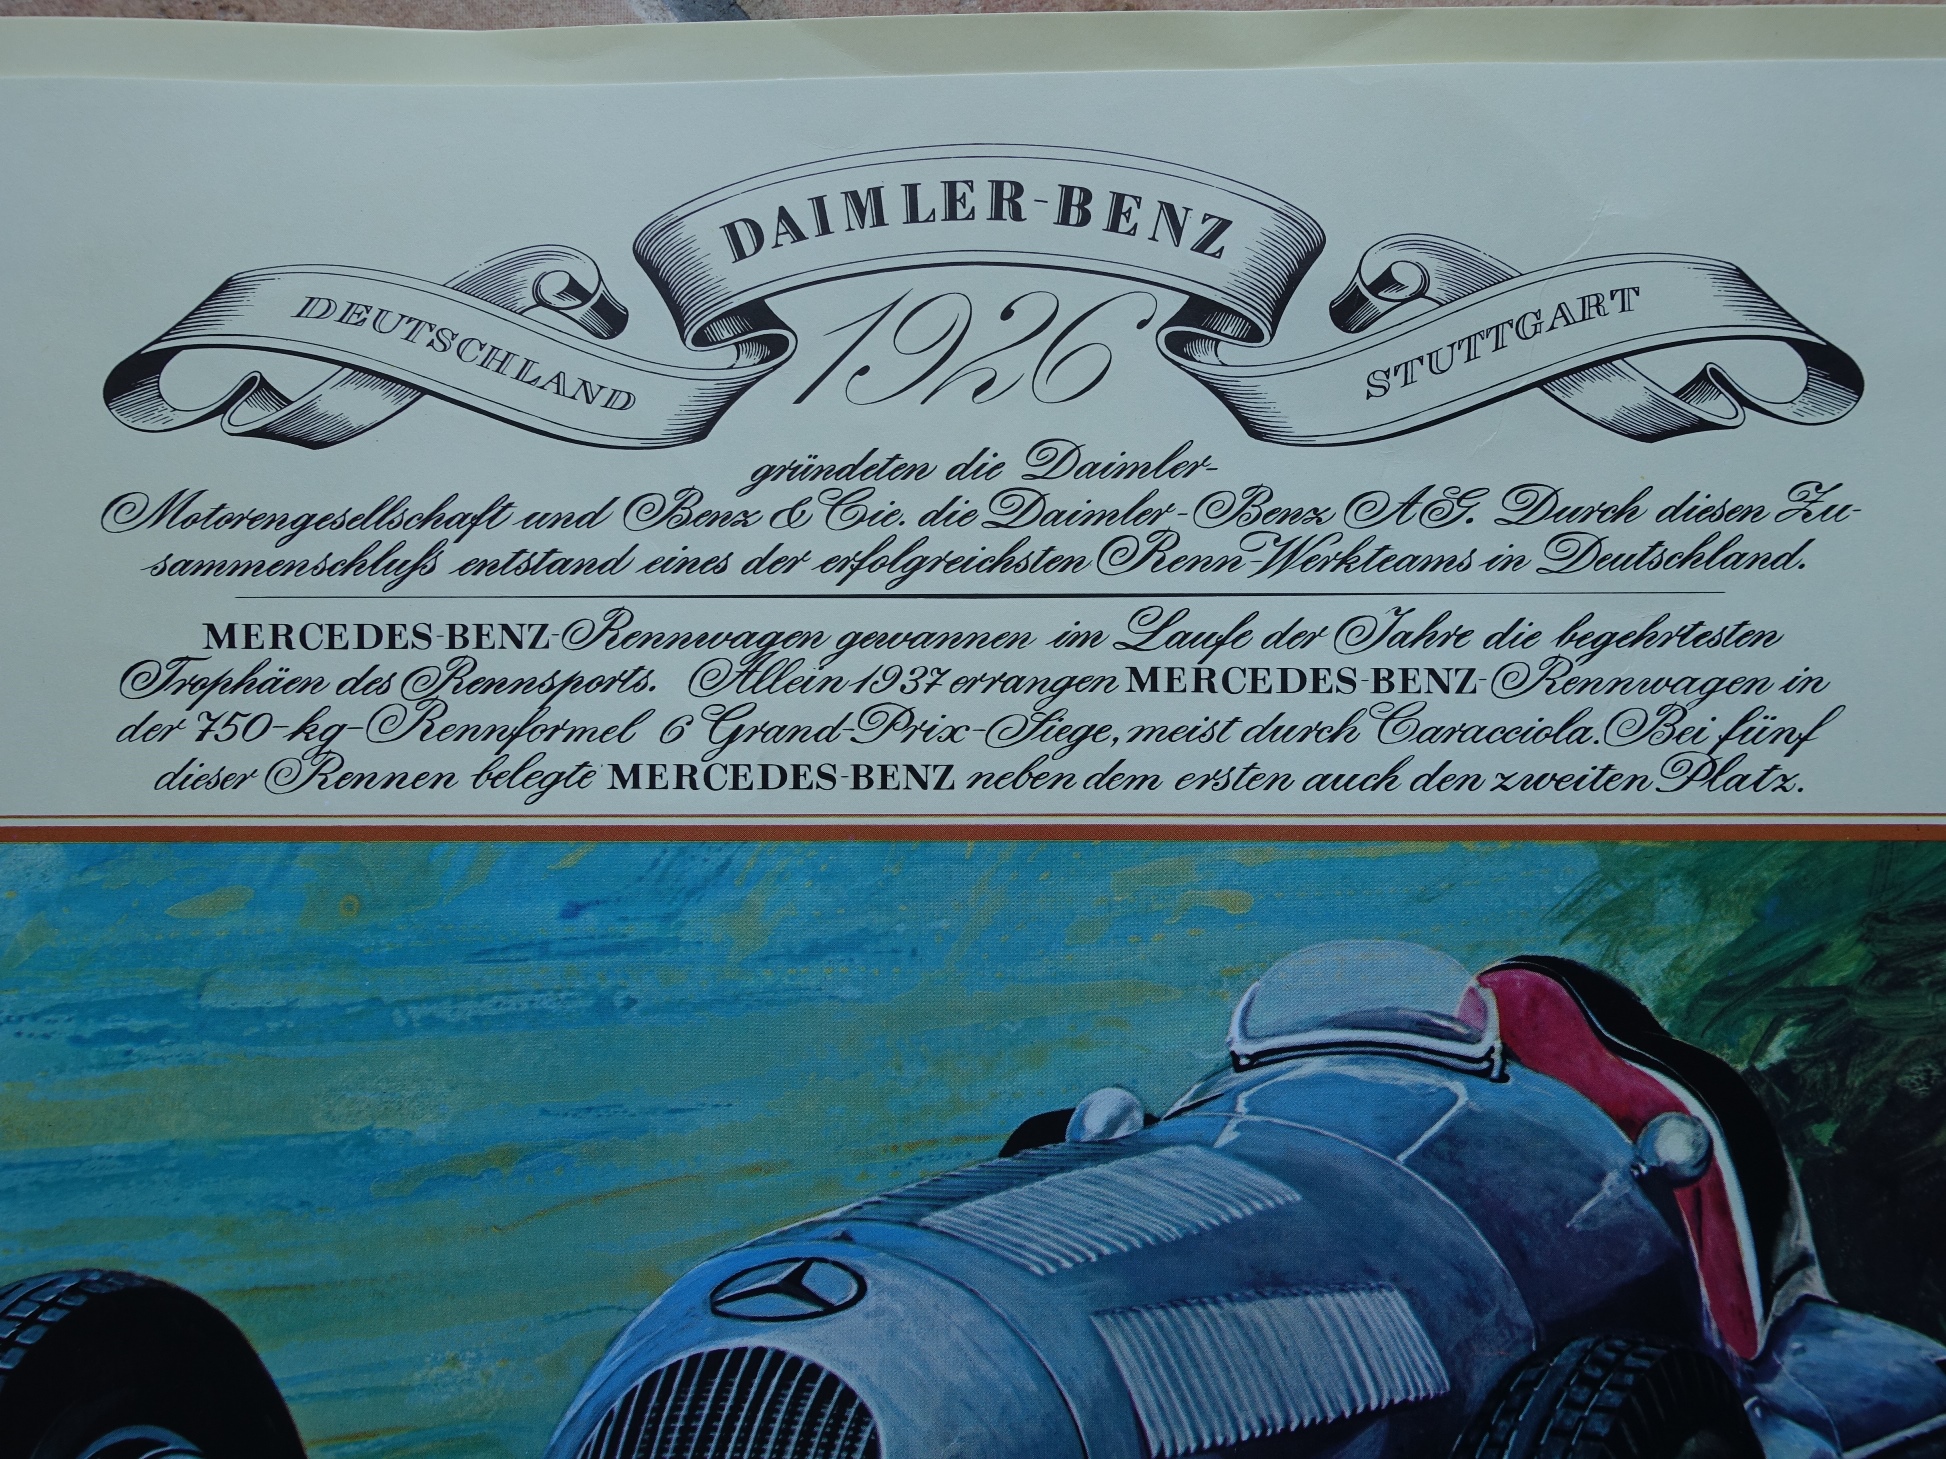 DAIMLER-BENZ
DEUTSCHLAND
1926
STUTTGART
gründeten die Daimler-
Motorengesellschaft und Benz & Cie. die Daimler-Benz AG. Durch diesen Zu-
sammenschluß entstand eines der erfolgreichsten Renn-Werkteams in Deutschland.
MERCEDES-BENZ-Rennwagen gewannen im Laufe der Jahre die begehrtesten
Trophäen des Rennsports. Allein 1937 errangen MERCEDES-BENZ-Rennwagen in
der 750-kg-Rennformel 6 Grand-Prix-Siege, meist durch Caracciola. Bei fünf
dieser Rennen belegte MERCEDES-BENZ neben dem ersten auch den zweiten Platz.